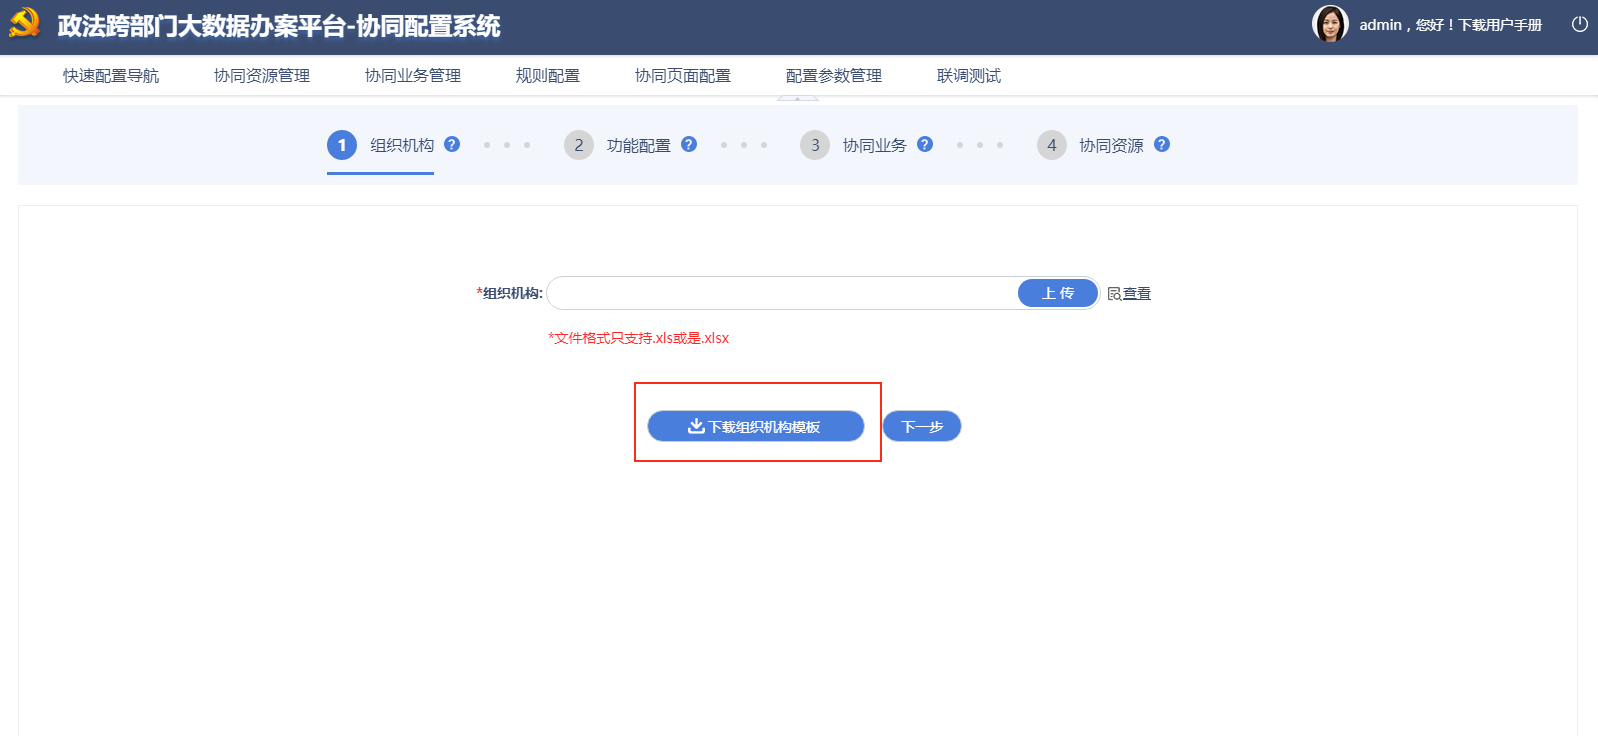 政法跨部门大数据办案平台-协同配置系统
admin，您好！下载用户手册
快速配置导航 协同资源管理 协同业务管理 规则配置 协同页面配置 配置参数管理 联调测试
1 组织机构 ? 2 功能配置 ? 3 协同业务 ? 4 协同资源 ?
*组织机构: 上 传 查看
*文件格式只支持.xls或是.xlsx
下载组织机构模板 下一步